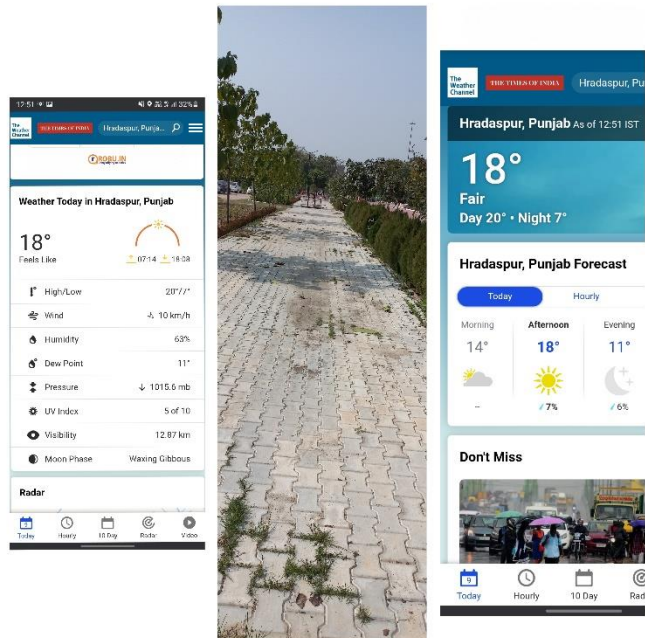 12:51
32%
The
Weather
Channel
THE TIMES OF INDIA
Hradaspur, Punja...
ROBU.IN
Weather Today in Hradaspur, Punjab
18°
Feels Like
07:14
18:08
High/Low
20°/7°
Wind
10 km/h
Humidity
63%
Dew Point
11°
Pressure
↓ 1015.6 mb
UV Index
5 of 10
Visibility
12.87 km
Moon Phase
Waxing Gibbous
Radar
Today
Hourly
10 Day
Radar
Video
The
Weather
Channel
THE TIMES OF INDIA
Hradaspur, Pu
Hradaspur, Punjab As of 12:51 IST
18°
Fair
Day 20° • Night 7°
Hradaspur, Punjab Forecast
Today
Hourly
Morning
Afternoon
Evening
14°
18°
11°
--
7%
6%
Don't Miss
9
Today
Hourly
10 Day
Rad